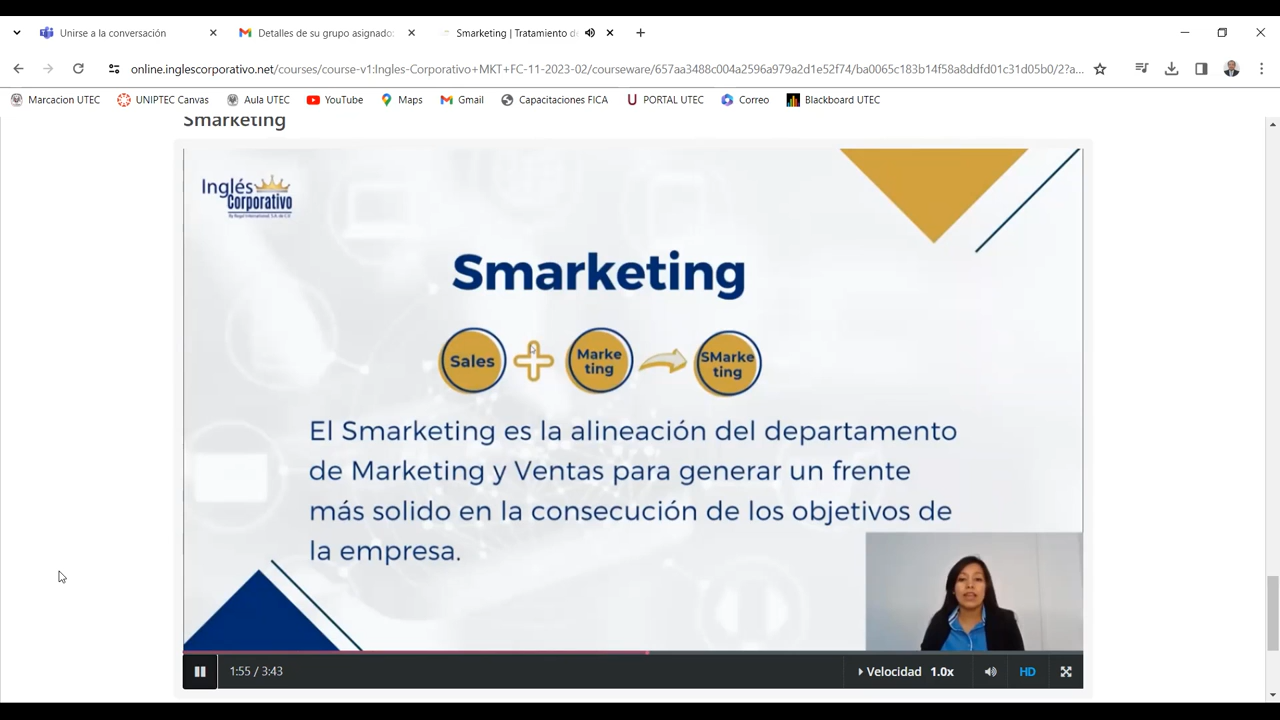 Unirse a la conversación
Detalles de su grupo asignado:
Smarketing | Tratamiento d
online.inglescorporativo.net/courses/course-v1:Ingles-Corporativo+MKT+FC-11-2023-02/courseware/657aa3488c004a2596a979a2d1e52f74/ba0065c183b14f58a8ddfd01c31d05b0/2?a...
Marcacion UTEC
UNIPTEC Canvas
Aula UTEC
YouTube
Maps
Gmail
Capacitaciones FICA
PORTAL UTEC
Correo
Blackboard UTEC
Smarketing
Inglés
Corporativo
Smarketing
Sales
Marke
ting
SMarke
ting
El Smarketing es la alineación del departamento
de Marketing y Ventas para generar un frente
más solido en la consecución de los objetivos de
la empresa.
1:55 / 3:43
Velocidad 1.0x
HD